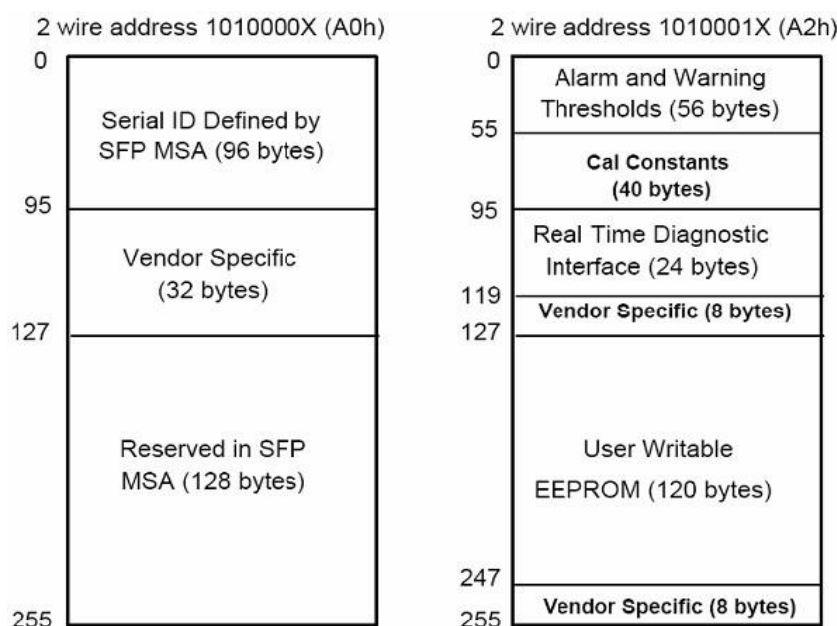 2 wire address 1010000X (A0h)
0
Serial ID Defined by
SFP MSA (96 bytes)
95
Vendor Specific
(32 bytes)
127
Reserved in SFP
MSA (128 bytes)
255
2 wire address 1010001X (A2h)
0
Alarm and Warning
Thresholds (56 bytes)
55
Cal Constants
(40 bytes)
95
Real Time Diagnostic
Interface (24 bytes)
119
Vendor Specific (8 bytes)
127
User Writable
EEPROM (120 bytes)
247
Vendor Specific (8 bytes)
255